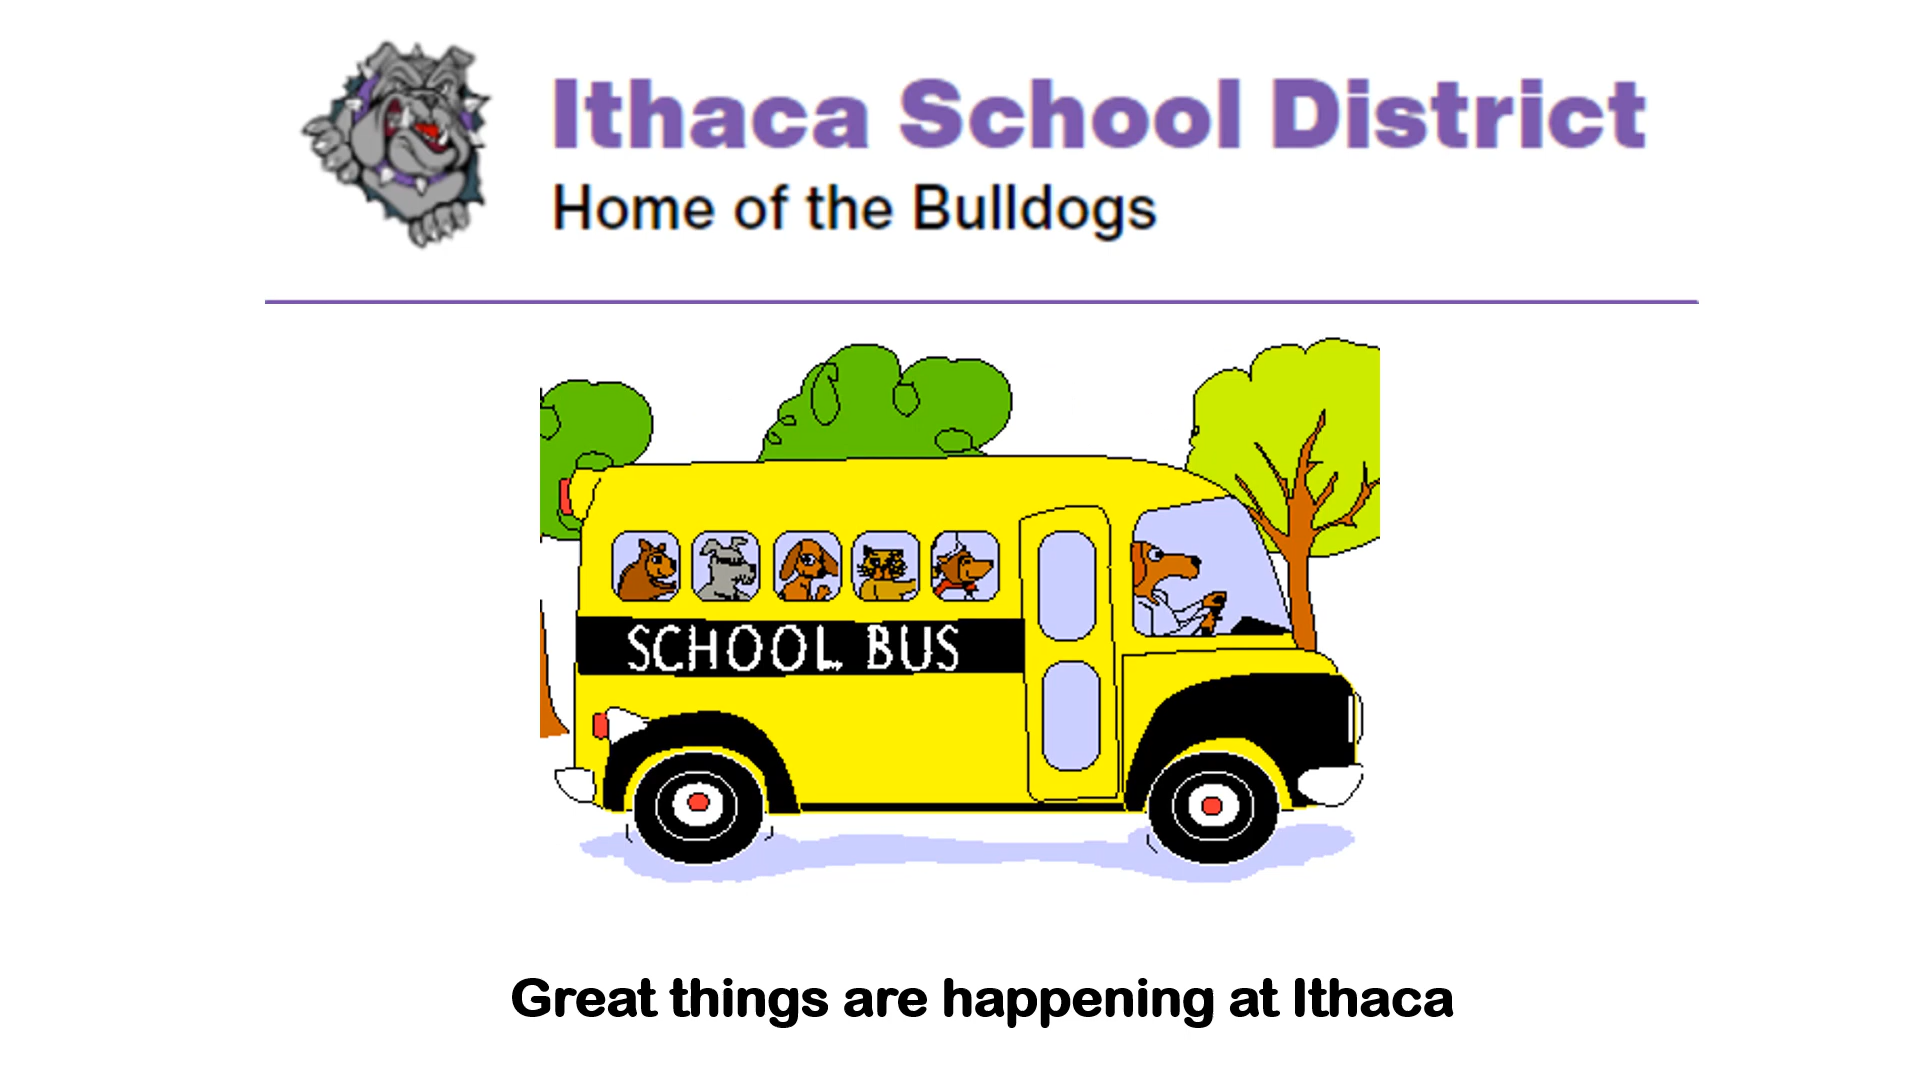 Ithaca School District
Home of the Bulldogs
SCHOOL BUS
Great things are happening at Ithaca